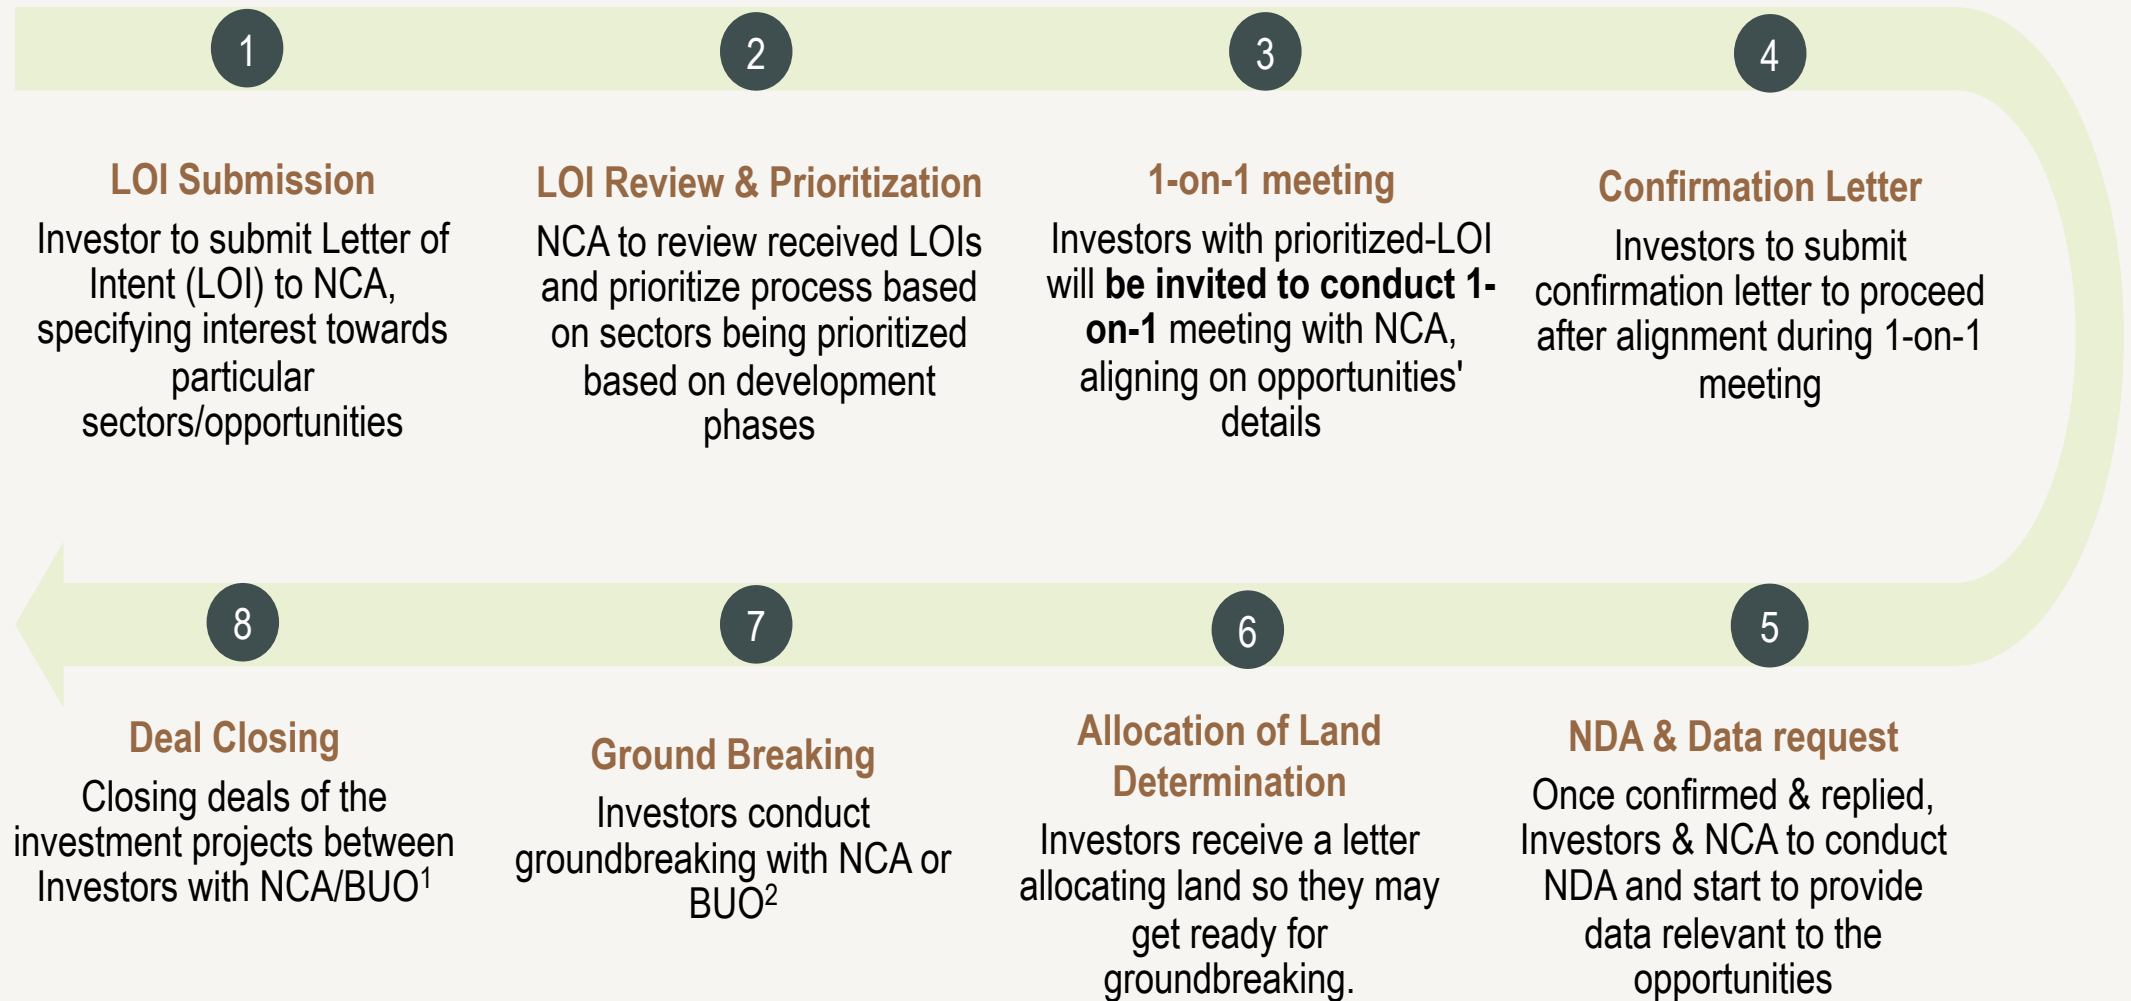 1
LOI Submission
Investor to submit Letter of
Intent (LOI) to NCA,
specifying interest towards
particular
sectors/opportunities
2
LOI Review & Prioritization
NCA to review received LOIs
and prioritize process based
on sectors being prioritized
based on development
phases
3
1-on-1 meeting
Investors with prioritized-LOI
will be invited to conduct 1-
on-1 meeting with NCA,
aligning on opportunities'
details
4
Confirmation Letter
Investors to submit
confirmation letter to proceed
after alignment during 1-on-1
meeting
5
NDA & Data request
Once confirmed & replied,
Investors & NCA to conduct
NDA and start to provide
data relevant to the
opportunities
6
Allocation of Land
Determination
Investors receive a letter
allocating land so they may
get ready for
groundbreaking.
7
Ground Breaking
Investors conduct
groundbreaking with NCA or
BUO2
8
Deal Closing
Closing deals of the
investment projects between
Investors with NCA/BUO1